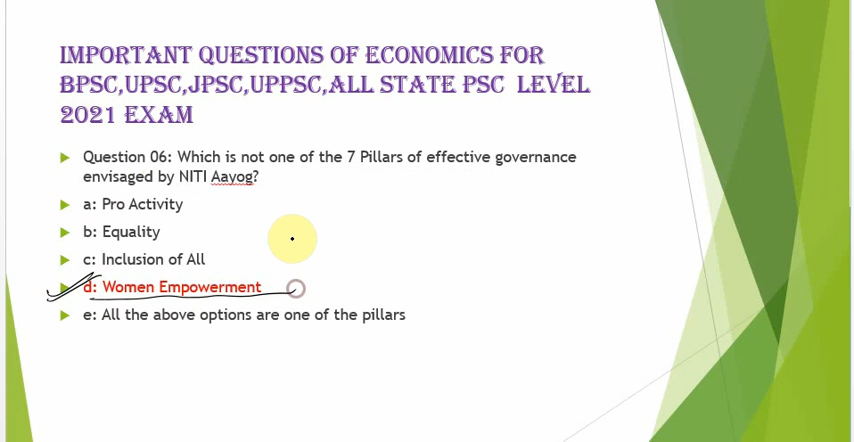 IMPORTANT QUESTIONS OF ECONOMICS FOR
BPSC,UPSC,JPSC,UPPSC,ALL STATE PSC LEVEL
2021 EXAM
Question 06: Which is not one of the 7 Pillars of effective governance
envisaged by NITI Aayog?
a: Pro Activity
b: Equality
c: Inclusion of All
d: Women Empowerment
e: All the above options are one of the pillars